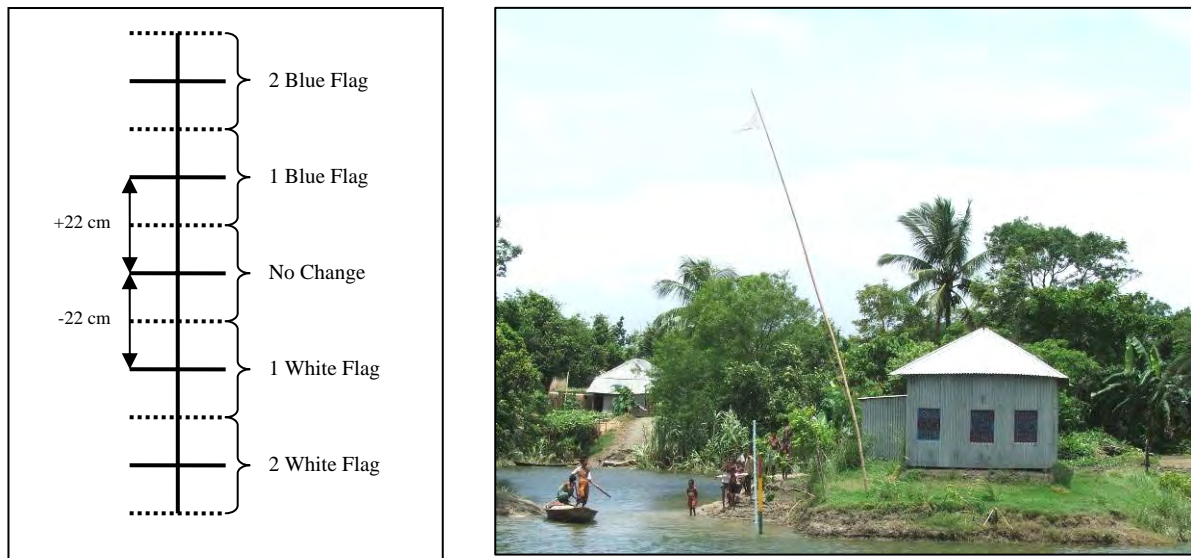 2 Blue Flag
1 Blue Flag
+22 cm
No Change
-22 cm
1 White Flag
2 White Flag